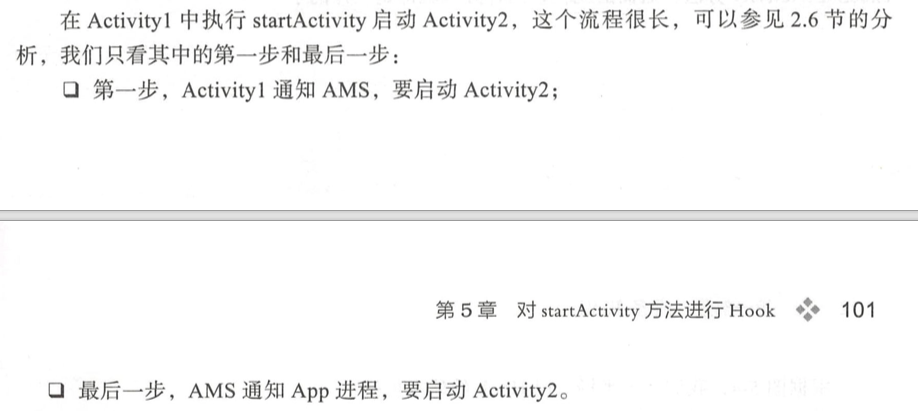 在 Activity1 中执行 startActivity 启动 Activity2，这个流程很长，可以参见 2.6 节的分
析，我们只看其中的第一步和最后一步：
❑ 第一步，Activity1 通知 AMS，要启动 Activity2；
第 5 章 对 startActivity 方法进行 Hook ❖ 101
❑ 最后一步，AMS 通知 App 进程，要启动 Activity2。